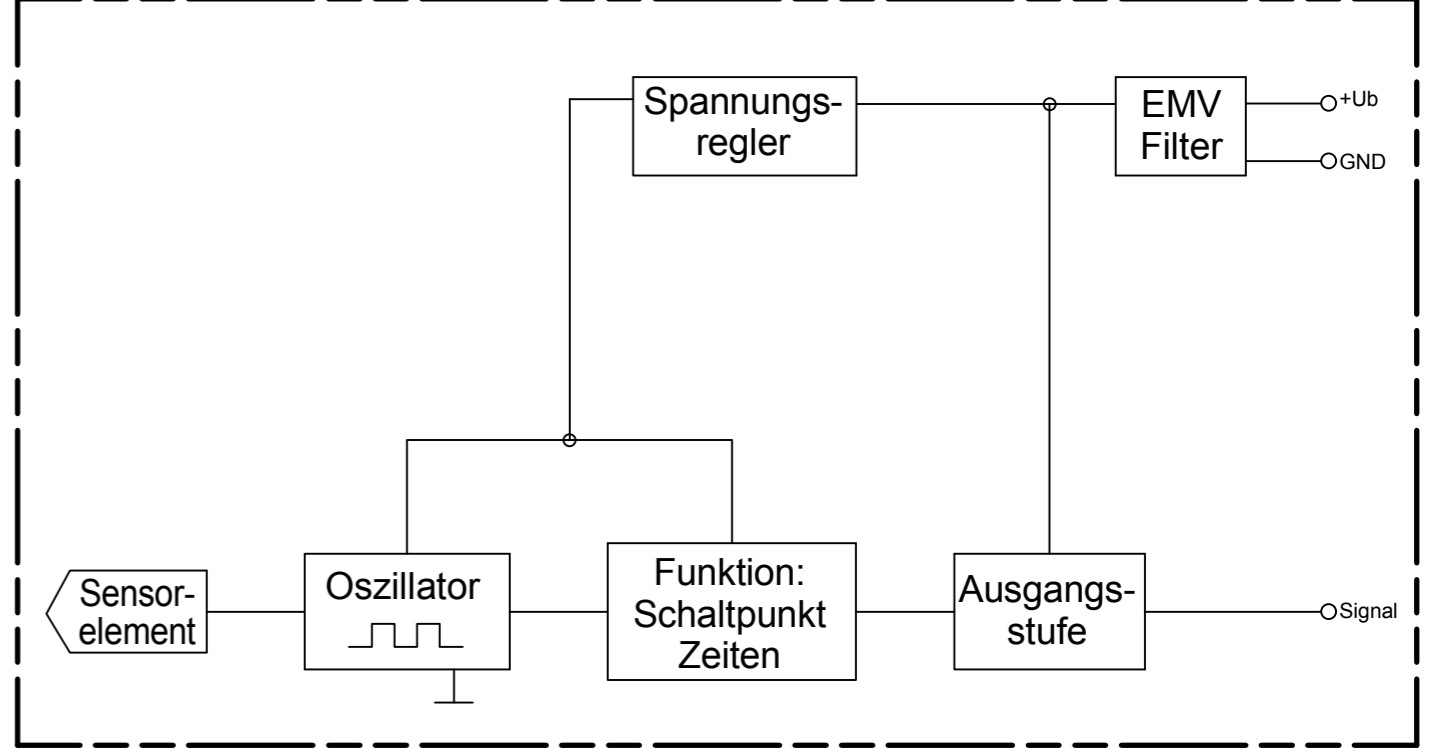 Spannungs-
regler
EMV
Filter
+Ub
GND
Sensor-
element
Oszillator
Funktion:
Schaltpunkt
Zeiten
Ausgangs-
stufe
Signal